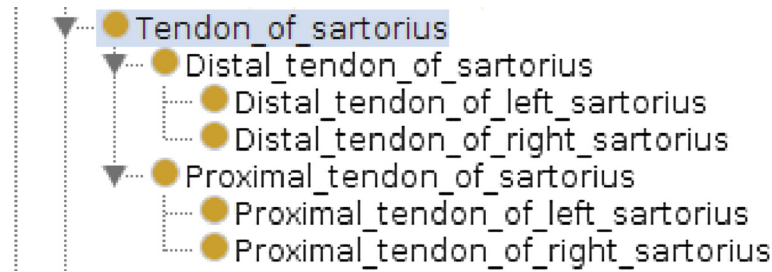 Tendon_of_sartorius
Distal_tendon_of_sartorius
Distal_tendon_of_left_sartorius
Distal_tendon_of_right_sartorius
Proximal_tendon_of_sartorius
Proximal_tendon_of_left_sartorius
Proximal_tendon_of_right_sartorius